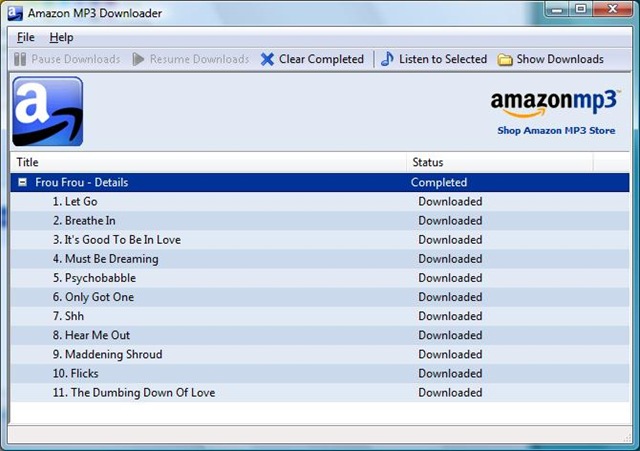 Amazon MP3 Downloader
File Help
Pause Downloads Resume Downloads Clear Completed Listen to Selected Show Downloads
a
amazonmp3™
Shop Amazon MP3 Store
Title Status
Frou Frou - Details Completed
1. Let Go Downloaded
2. Breathe In Downloaded
3. It's Good To Be In Love Downloaded
4. Must Be Dreaming Downloaded
5. Psychobabble Downloaded
6. Only Got One Downloaded
7. Shh Downloaded
8. Hear Me Out Downloaded
9. Maddening Shroud Downloaded
10. Flicks Downloaded
11. The Dumbing Down Of Love Downloaded